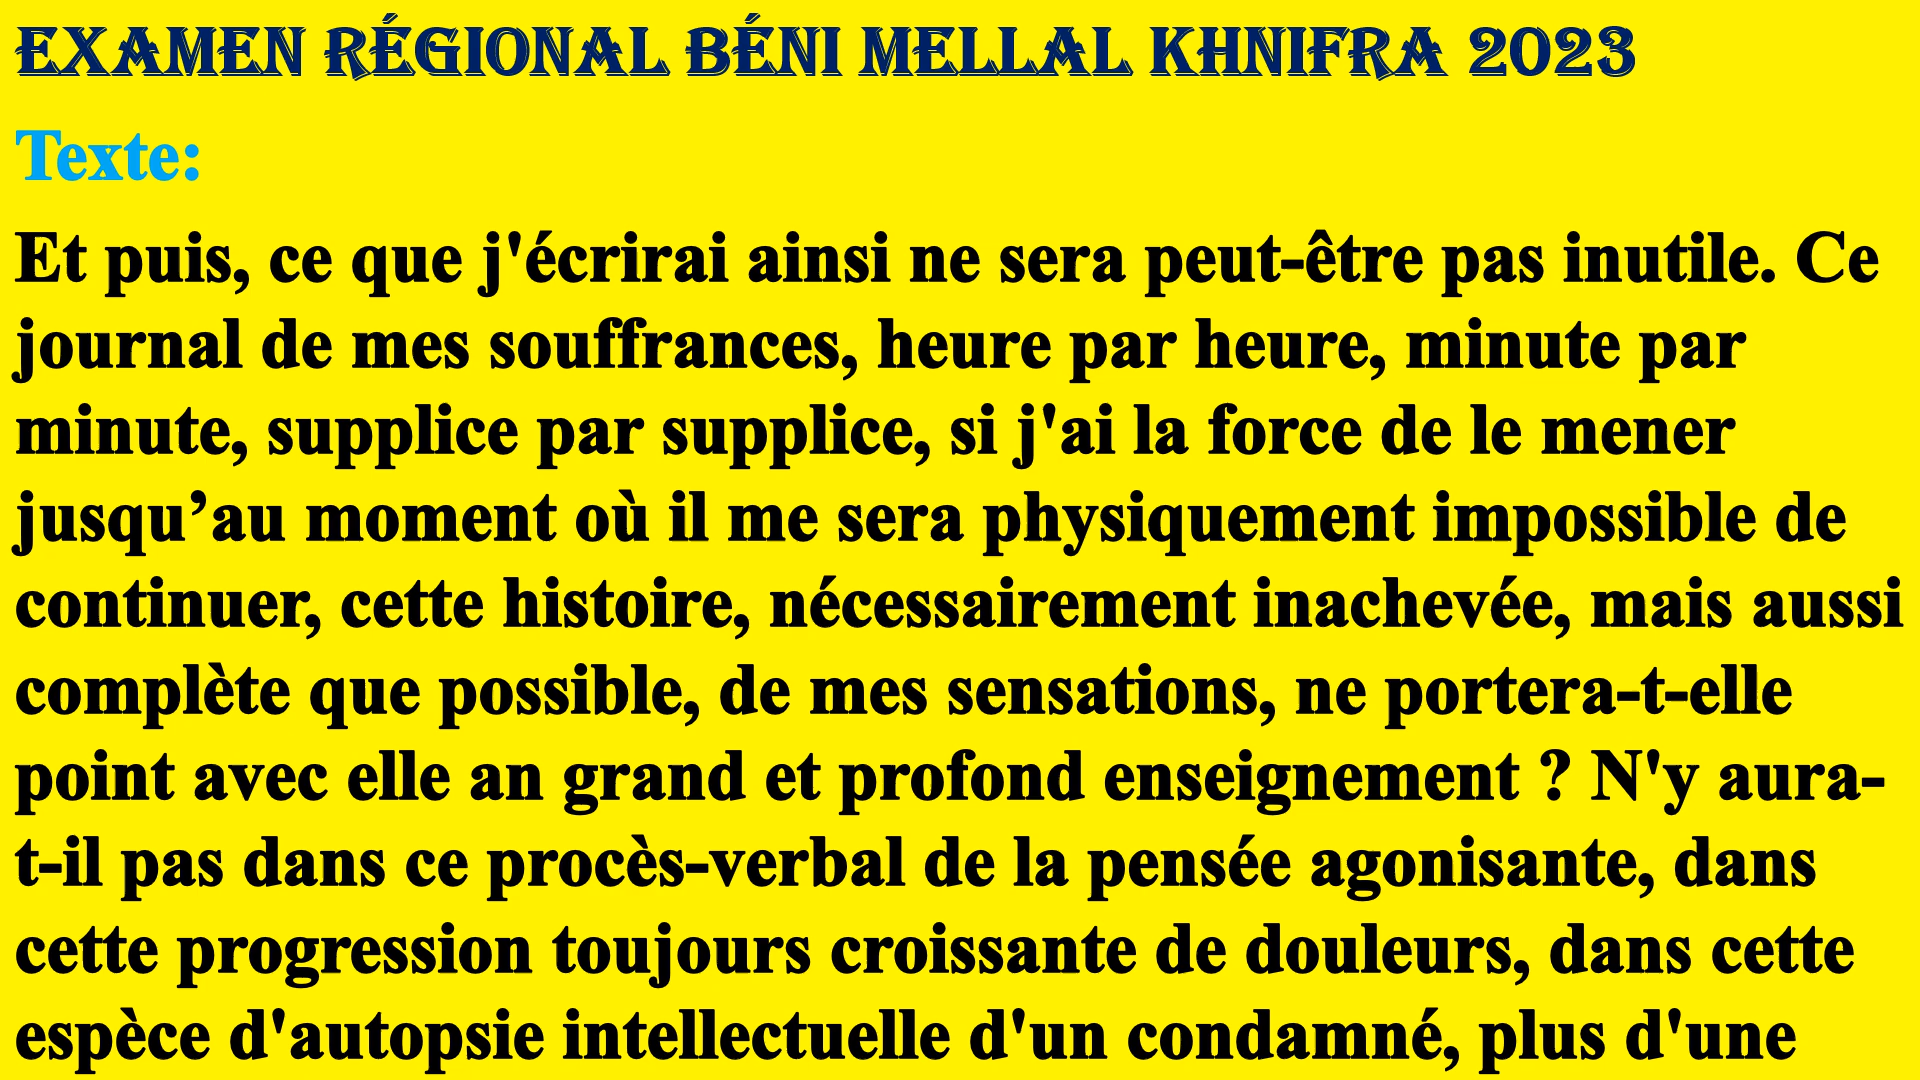 EXAMEN RÉGIONAL BÉNI MELLAL KHNIFRA 2023
Texte:
Et puis, ce que j'écrirai ainsi ne sera peut-être pas inutile. Ce
journal de mes souffrances, heure par heure, minute par
minute, supplice par supplice, si j'ai la force de le mener
jusqu’au moment où il me sera physiquement impossible de
continuer, cette histoire, nécessairement inachevée, mais aussi
complète que possible, de mes sensations, ne portera-t-elle
point avec elle an grand et profond enseignement ? N'y aura-
t-il pas dans ce procès-verbal de la pensée agonisante, dans
cette progression toujours croissante de douleurs, dans cette
espèce d'autopsie intellectuelle d'un condamné, plus d'une